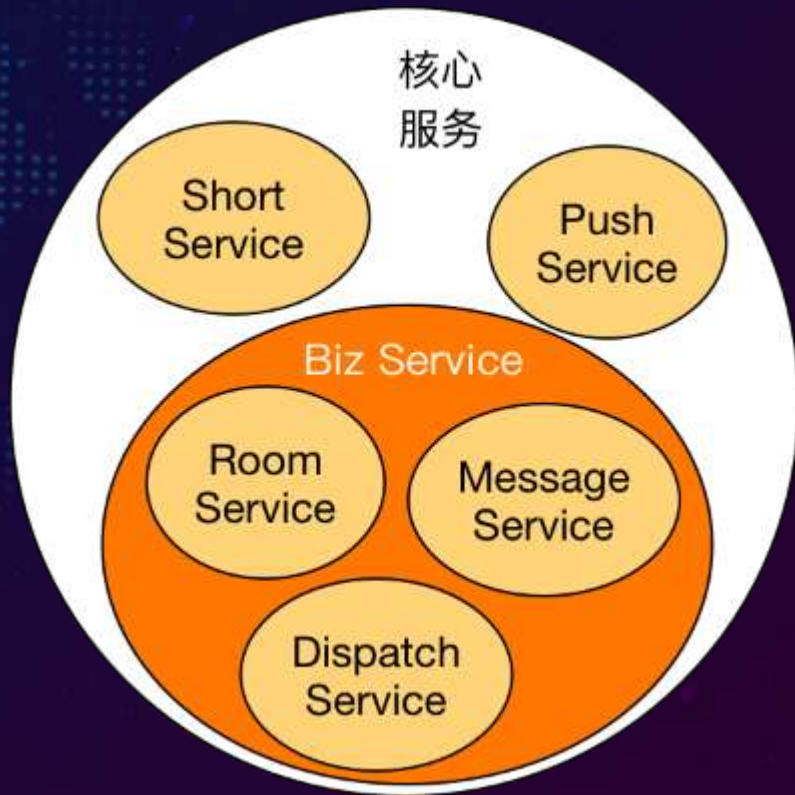 核心
服务
Short
Service
Push
Service
Biz Service
Room
Service
Message
Service
Dispatch
Service